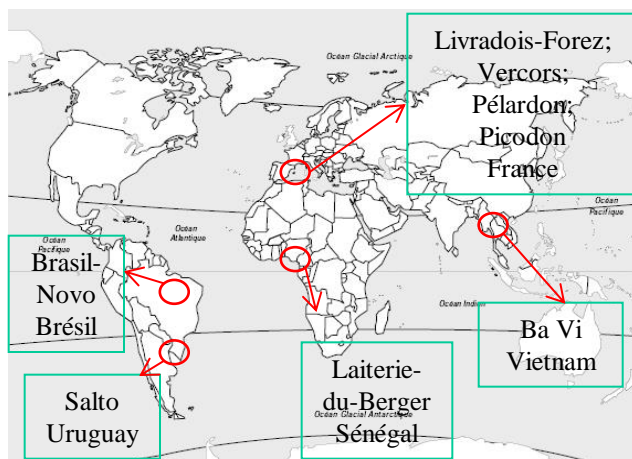 Océan Glacial Arctique
Livradois-Forez;
Vercors;
Pélardon;
Picodon
France
Océan
Pacifique
Océan
Atlantique
Océan
Pacifique
Brasil-
Novo
Brésil
Océan Indien
Ba Vi
Vietnam
Salto
Uruguay
Laiterie-
du-Berger
Sénégal
Océan Glacial Antarctique